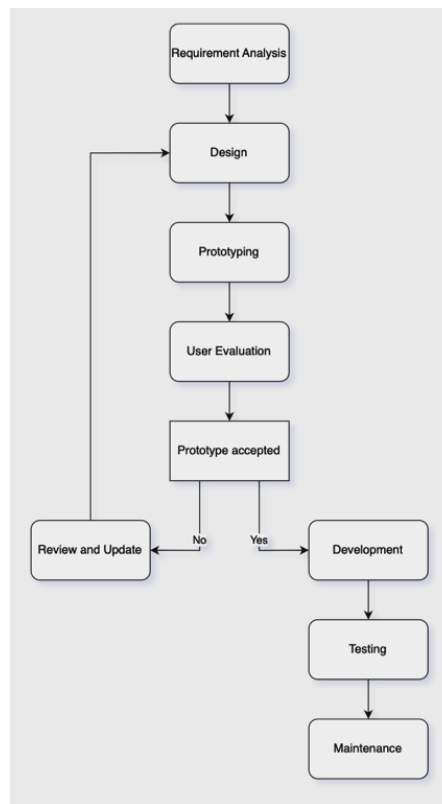 Requirement Analysis
Design
Prototyping
User Evaluation
Prototype accepted
No
Yes
Review and Update
Development
Testing
Maintenance